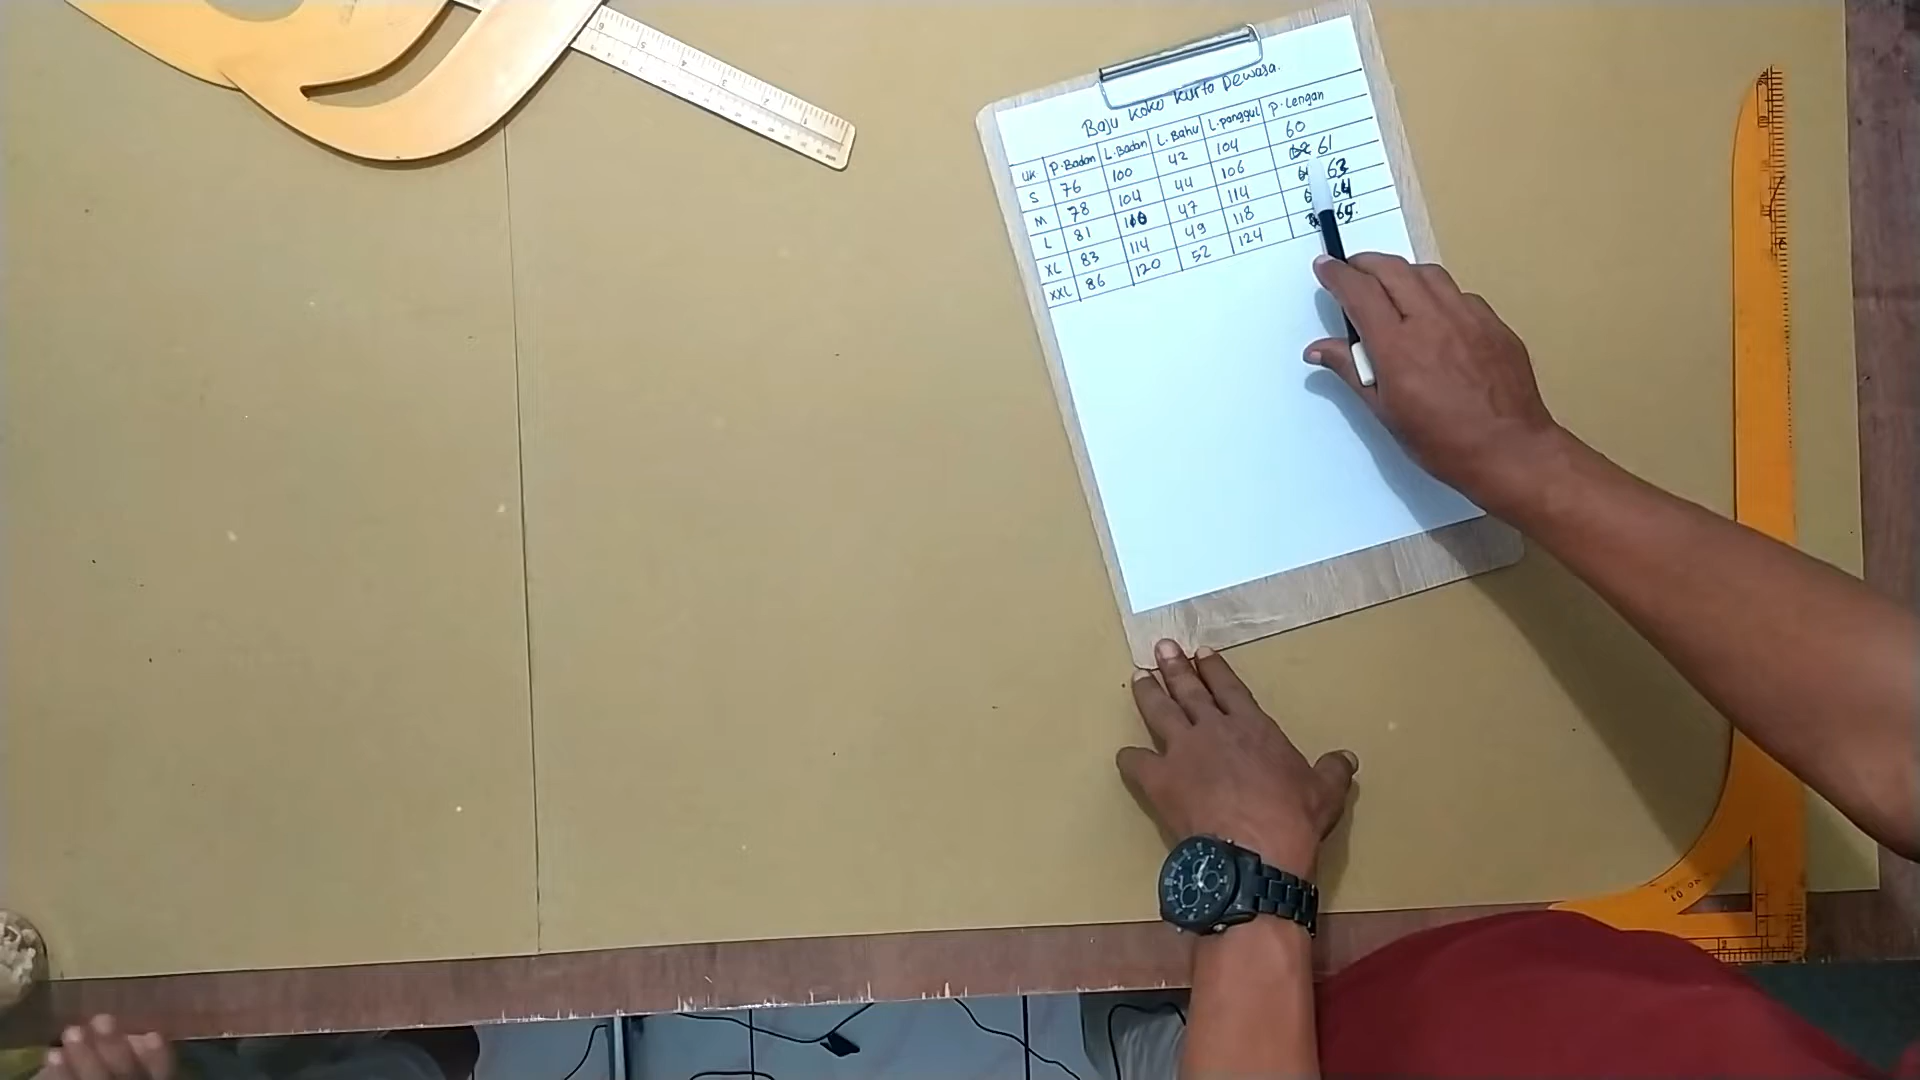 Baju Koko Kurta Dewasa.
UK. P.Badan L.Badan L.Bahu L.panggul P.Lengan
S 76 100 42 104 60
M 78 104 44 106 62 61
L 81 110 47 114 63
XL 83 114 49 118 64
XXL 86 120 52 124 65.